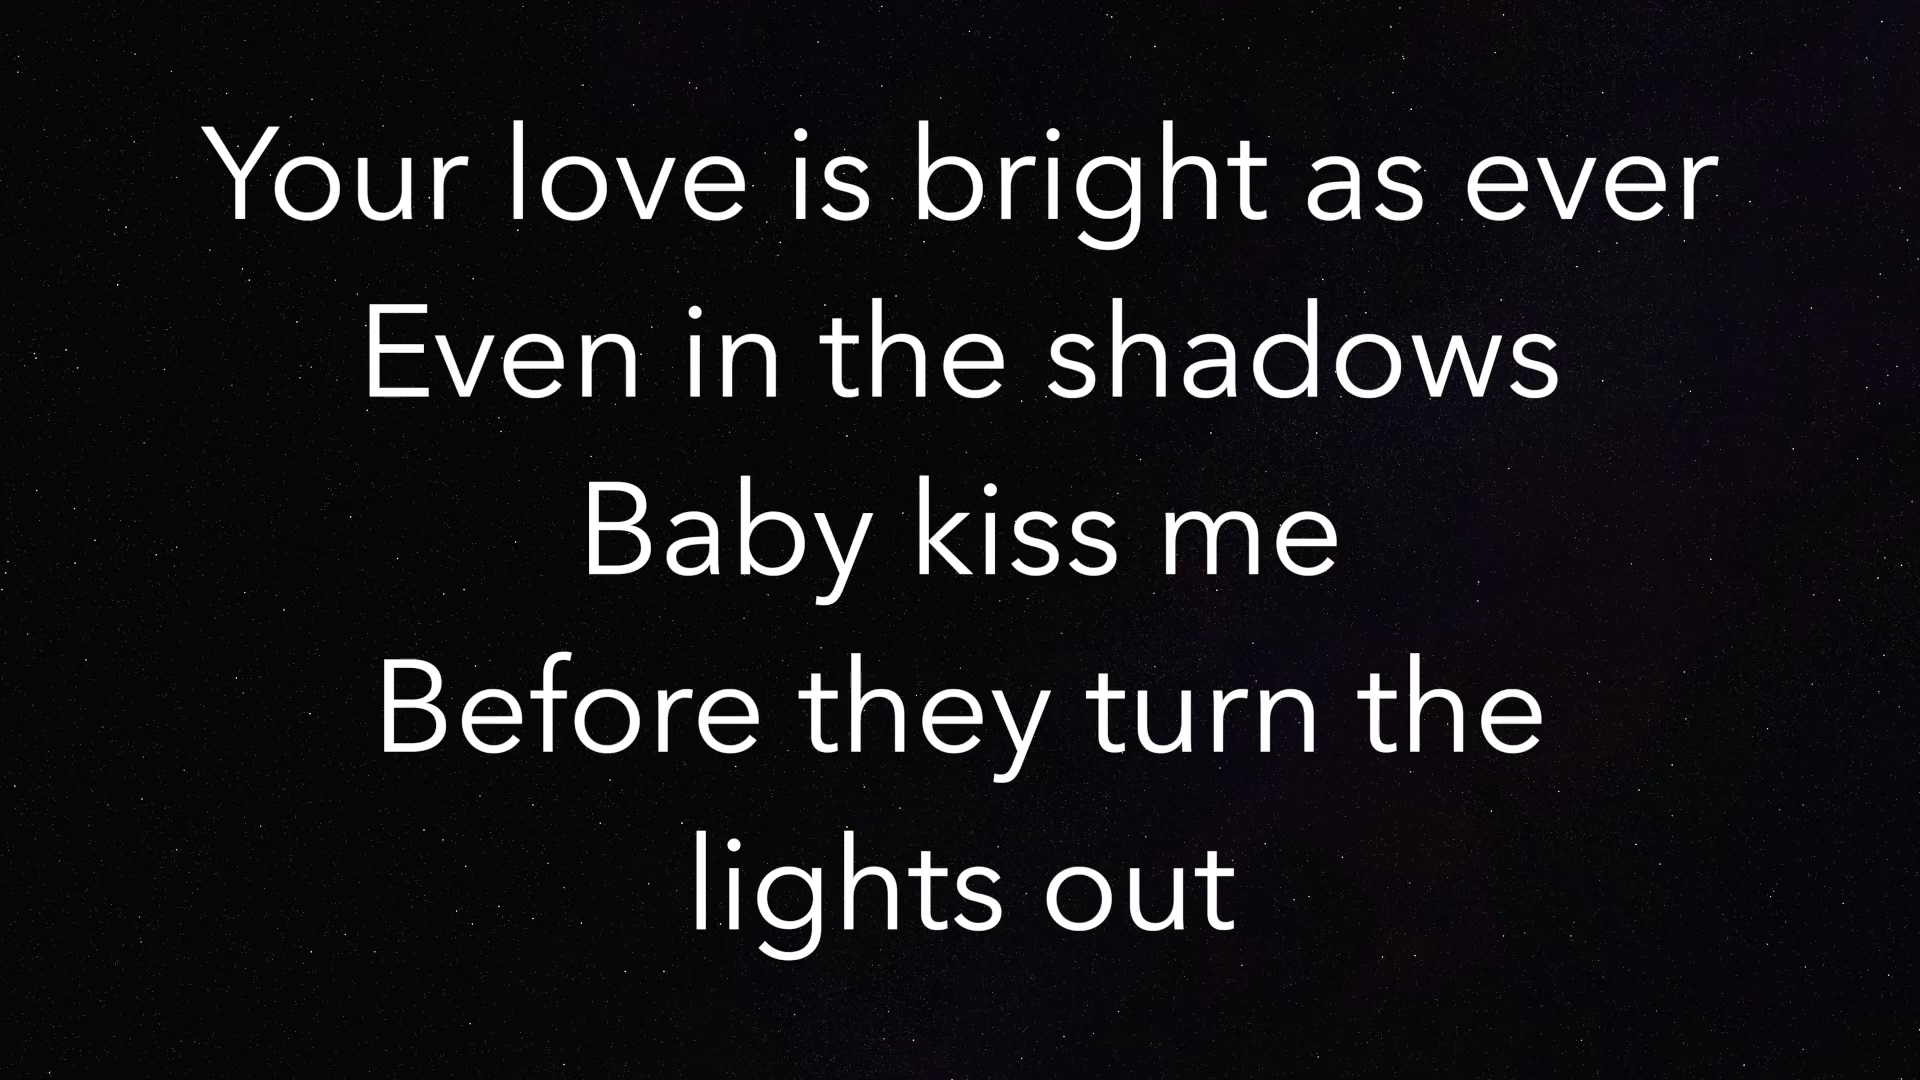 Your love is bright as ever
Even in the shadows
Baby kiss me
Before they turn the
lights out